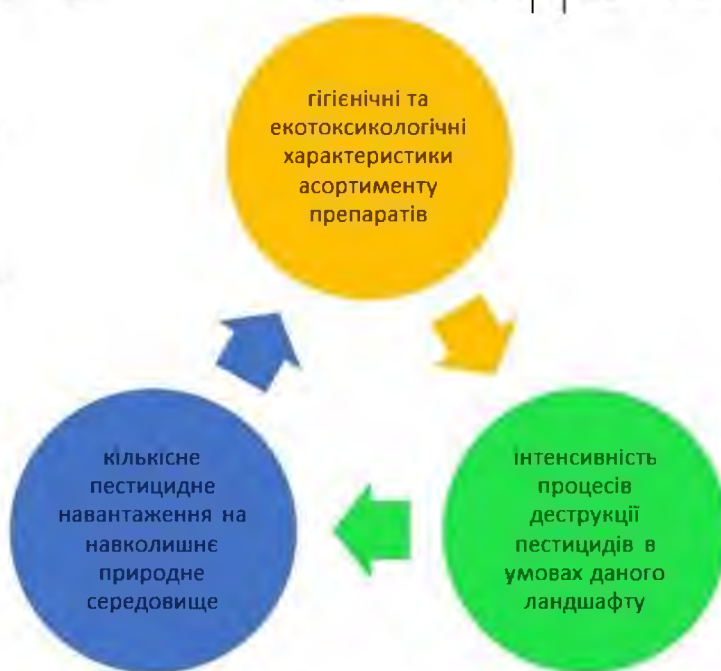 гігієнічні та
екотоксикологічні
характеристики
асортименту
препаратів
кількісне
пестицидне
навантаження на
навколишнє
природне
середовище
інтенсивність
процесів
деструкції
пестицидів в
умовах даного
ландшафту